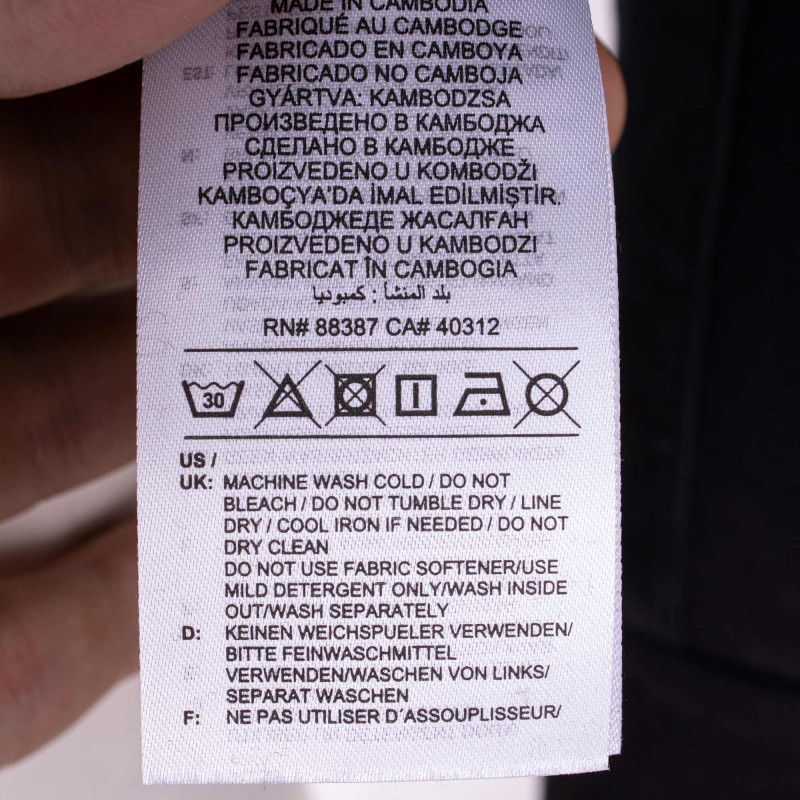 MADE IN CAMBODIA
FABRIQUÉ AU CAMBODGE
FABRICADO EN CAMBOYA
FABRICADO NO CAMBOJA
GYÁRTVA: KAMBODZSA
ПРОИЗВЕДЕНО В КАМБОДЖА
СДЕЛАНО В КАМБОДЖЕ
PROIZVEDENO U KOMBODŽI
KAMBOÇYA'DA İMAL EDİLMİŞTİR.
КАМБОДЖЕДЕ ЖАСАЛҒАН
PROIZVEDENO U KAMBODZI
FABRICAT ÎN CAMBOGIA
بلد المنشأ : كمبوديا
RN# 88387 CA# 40312
30
US /
UK: MACHINE WASH COLD / DO NOT
BLEACH / DO NOT TUMBLE DRY / LINE
DRY / COOL IRON IF NEEDED / DO NOT
DRY CLEAN
DO NOT USE FABRIC SOFTENER/USE
MILD DETERGENT ONLY/WASH INSIDE
OUT/WASH SEPARATELY
D: KEINEN WEICHSPUELER VERWENDEN/
BITTE FEINWASCHMITTEL
VERWENDEN/WASCHEN VON LINKS/
SEPARAT WASCHEN
F: NE PAS UTILISER D´ASSOUPLISSEUR/